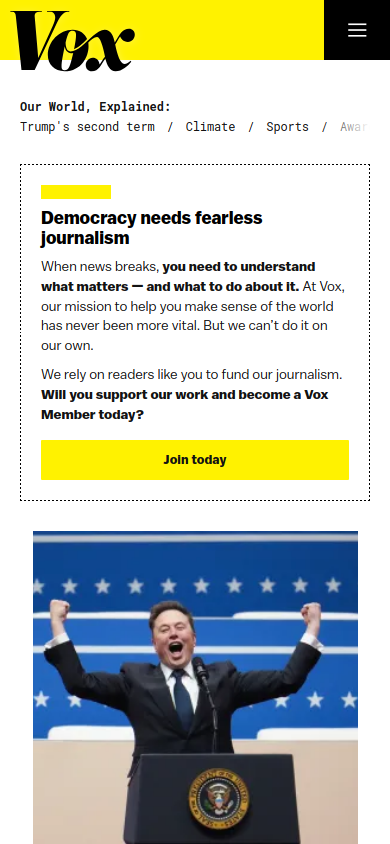 Vox
Our World, Explained:
Trump's second term / Climate / Sports / Awar
Democracy needs fearless
journalism
When news breaks, you need to understand
what matters — and what to do about it. At Vox,
our mission to help you make sense of the world
has never been more vital. But we can't do it on
our own.
We rely on readers like you to fund our journalism.
Will you support our work and become a Vox
Member today?
Join today